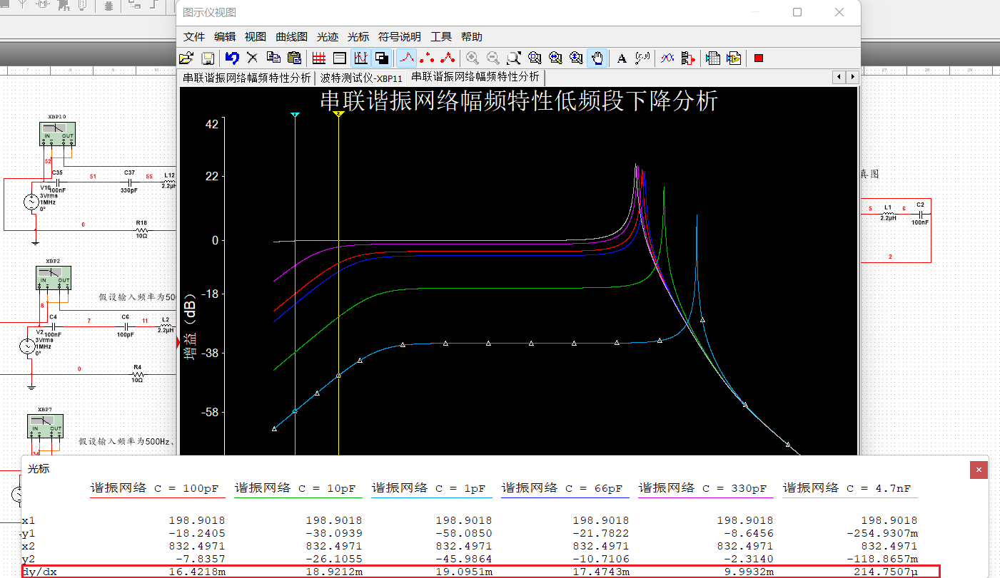 图示仪视图
文件 编辑 视图 曲线图 光迹 光标 符号说明 工具 帮助
串联谐振网络幅频特性分析 波特测试仪-XBP11 串联谐振网络幅频特性分析
串联谐振网络幅频特性低频段下降分析
1 2
42
22
0
-18
-38
-58
增益（dB）
XBP10
IN OUT
52
C35
100nF
51
C37
330pF
55
L12
2.2µH
V10
3Vrms
1MHz
0°
0
R18
10Ω
XBP2
IN OUT
假设输入频率为50
8
C4
100nF
7
C6
100pF
11
L2
2.2µH
V2
3Vrms
1MHz
0°
0
R4
10Ω
XBP7
IN OUT
假设输入频率为500Hz、
34
真图
5 L1
2.2µH
6 C2
100nF
2
光标
谐振网络 C = 100pF 谐振网络 C = 10pF 谐振网络 C = 1pF 谐振网络 C = 66pF 谐振网络 C = 330pF 谐振网络 C = 4.7nF
x1 198.9018 198.9018 198.9018 198.9018 198.9018 198.9018
y1 -18.2405 -38.0939 -58.0850 -21.7822 -8.6456 -254.9307m
x2 832.4971 832.4971 832.4971 832.4971 832.4971 832.4971
y2 -7.8357 -26.1055 -45.9864 -10.7106 -2.3140 -118.8657m
dy/dx 16.4218m 18.9212m 19.0951m 17.4743m 9.9932m 214.7507µ